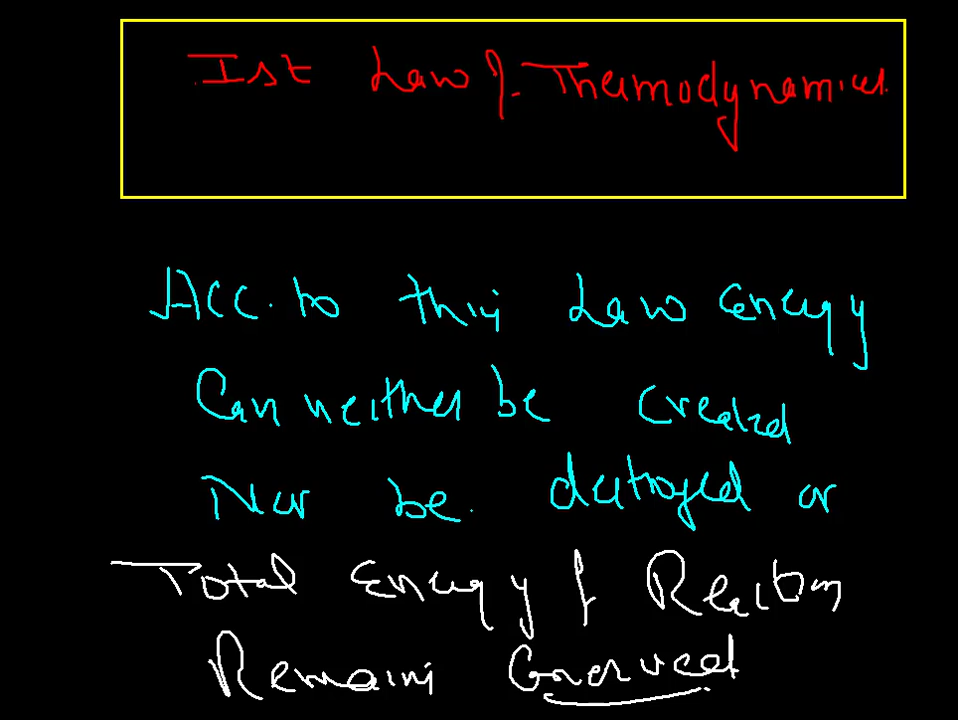 Ist Law of Thermodynamics
Acc. to this Law Energy
Can neither be created
Nor be destroyed or
Total Energy of Reaction
Remains Conserved